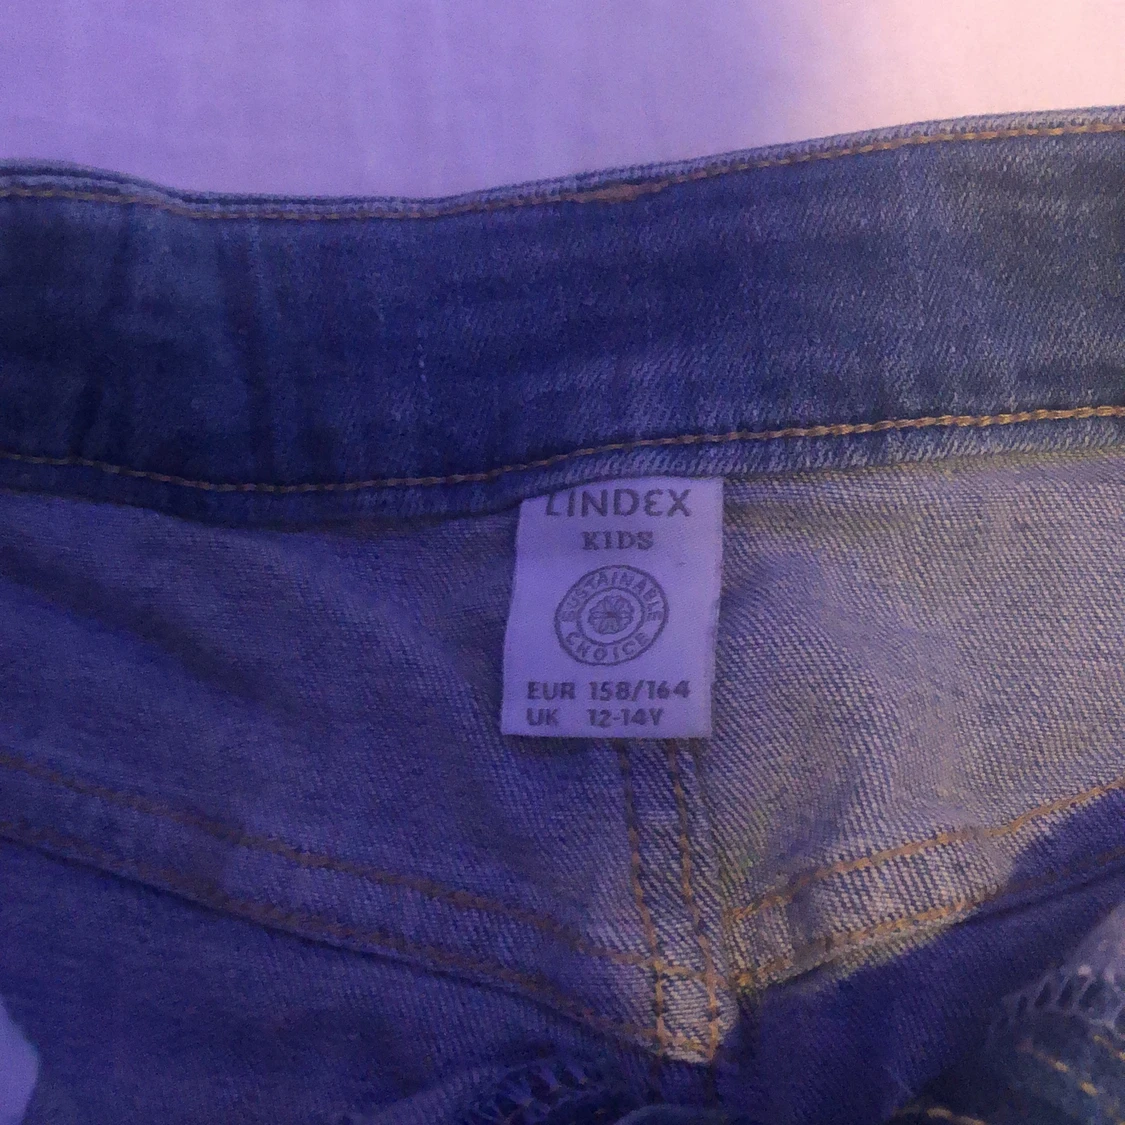 LINDEX
KIDS
SUSTAINABLE
CHOICE
EUR 158/164
UK 12-14Y